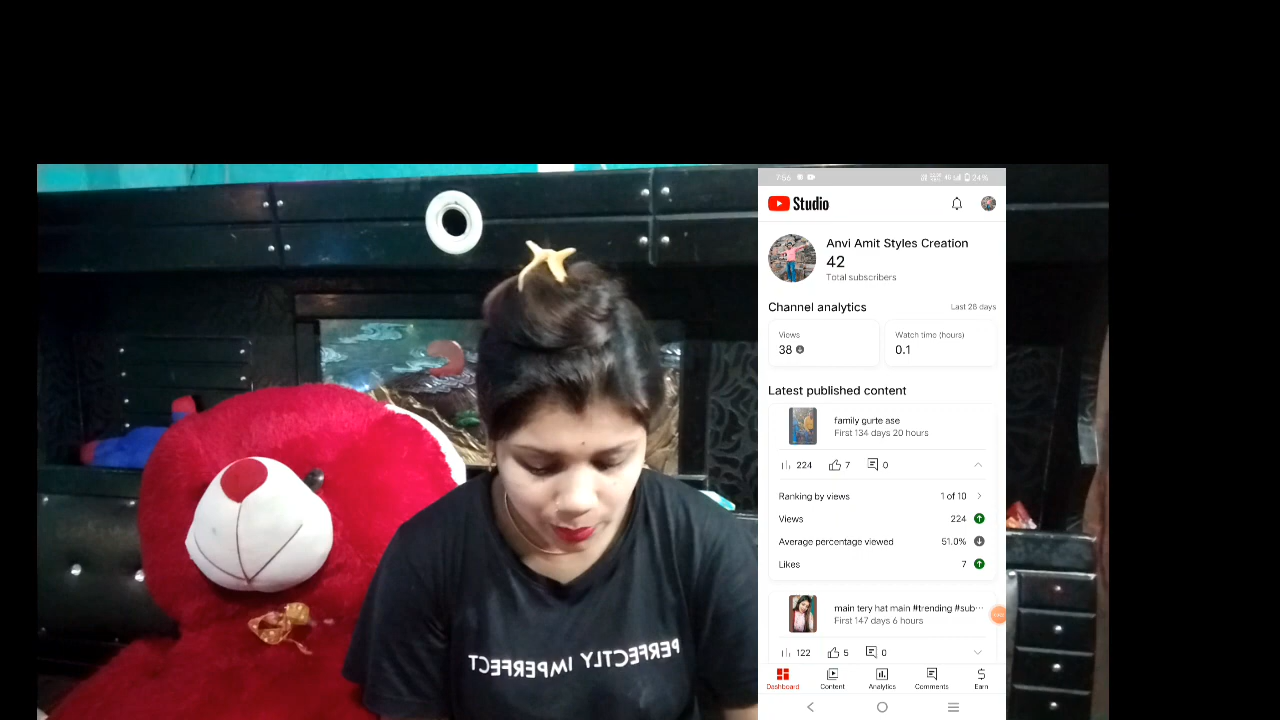 7:56
24%
Studio
Anvi Amit Styles Creation
42
Total subscribers
Channel analytics
Last 28 days
Views
38
Watch time (hours)
0.1
Latest published content
family gurte ase
First 134 days 20 hours
224 7 0
Ranking by views 1 of 10
Views 224
Average percentage viewed 51.0%
Likes 7
main tery hat main #trending #sub...
First 147 days 6 hours
122 5 0
Dashboard Content Analytics Comments Earn
PERFECTLY IMPERFECT